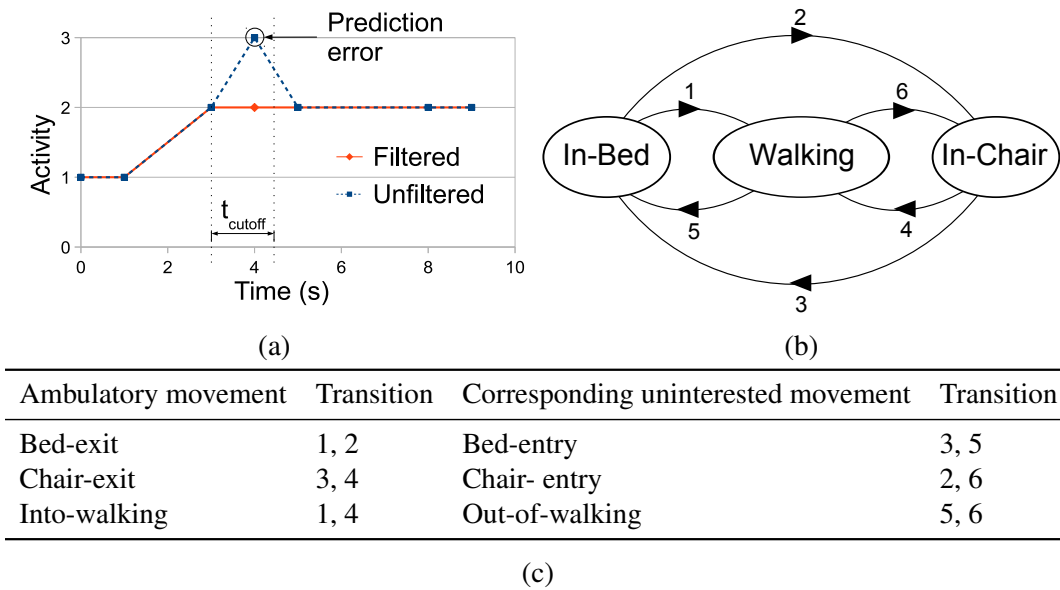 Prediction
error
3
2
1
0
Activity
Filtered
Unfiltered
t_cutoff
0 2 4 6 8 10
Time (s)
(a)
2
1 6
In-Bed Walking In-Chair
5 4
3
(b)
Ambulatory movement Transition Corresponding uninterested movement Transition
Bed-exit 1, 2 Bed-entry 3, 5
Chair-exit 3, 4 Chair- entry 2, 6
Into-walking 1, 4 Out-of-walking 5, 6
(c)